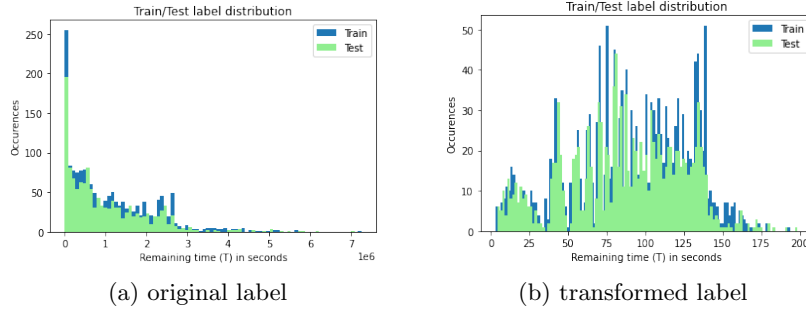 Train/Test label distribution
Train
Test
Occurences
250
200
150
100
50
0
0
1
2
3
4
5
6
7
1e6
Remaining time (T) in seconds
(a) original label
Train/Test label distribution
Train
Test
Occurences
50
40
30
20
10
0
0
25
50
75
100
125
150
175
200
Remaining time (T) in seconds
(b) transformed label